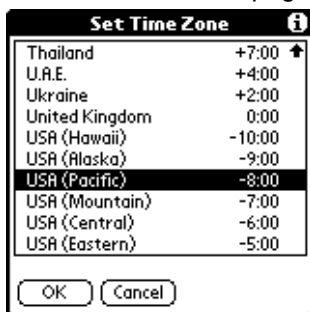 Set Time Zone
Thailand +7:00
U.A.E. +4:00
Ukraine +2:00
United Kingdom 0:00
USA (Hawaii) -10:00
USA (Alaska) -9:00
USA (Pacific) -8:00
USA (Mountain) -7:00
USA (Central) -6:00
USA (Eastern) -5:00
OK Cancel